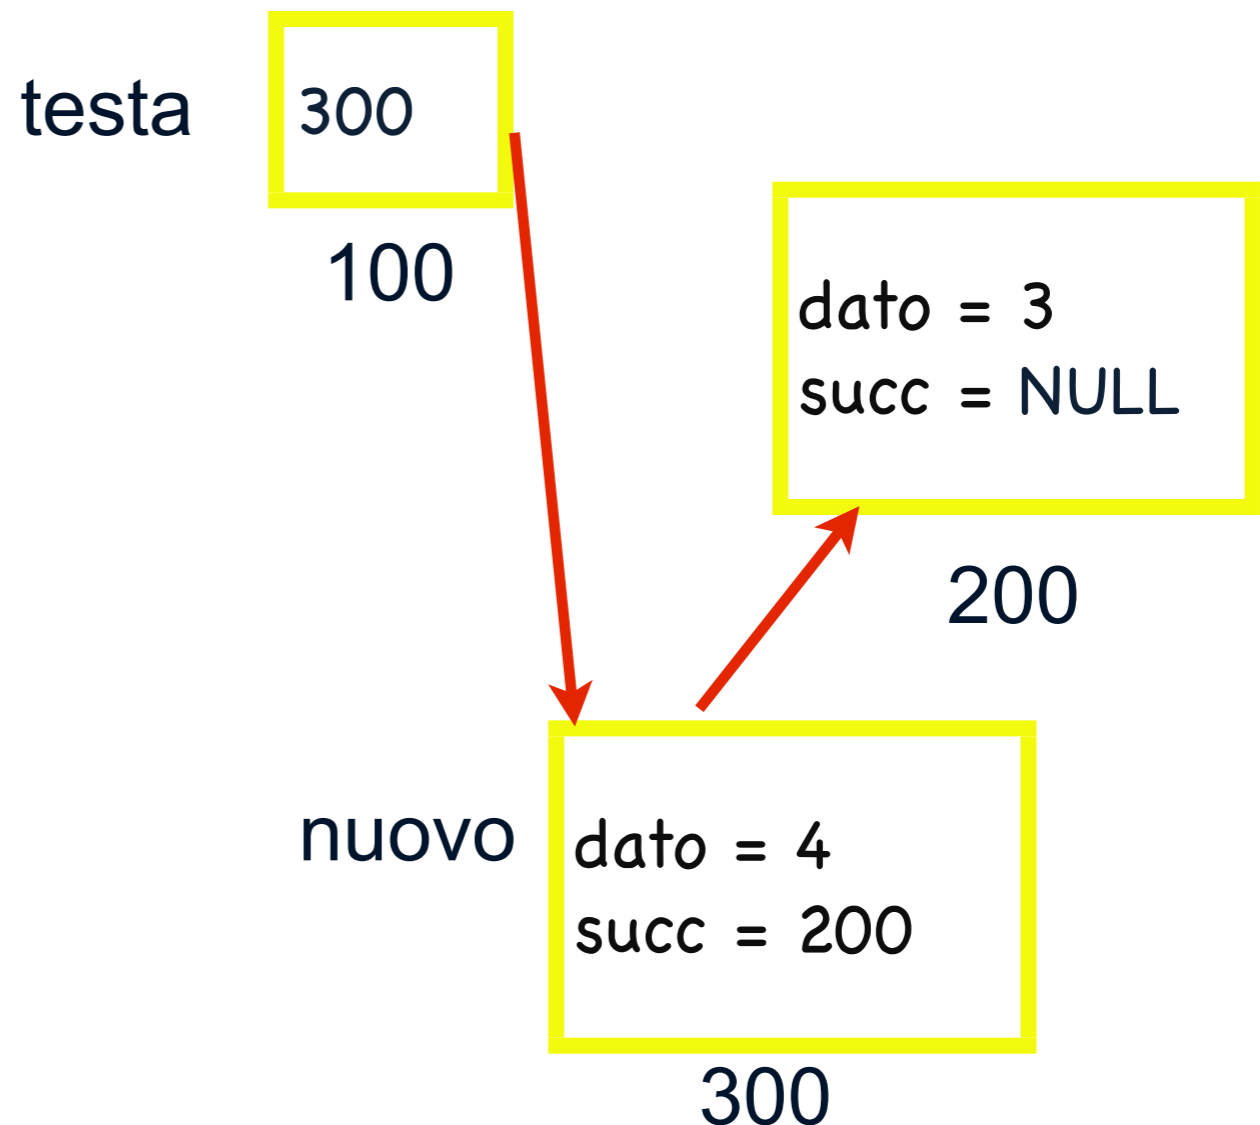 testa
300
100
dato = 3
succ = NULL
200
nuovo
dato = 4
succ = 200
300